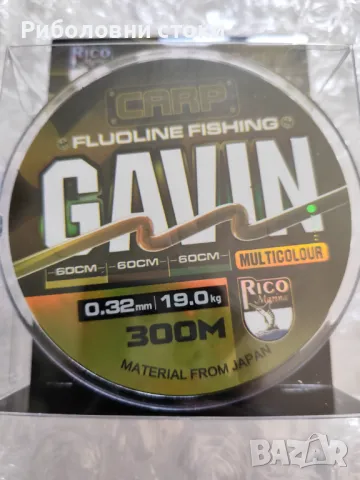 Риболовни стоки
RICO
CARP
FLUOLINE FISHING
GAVIN
60CM 60CM 60CM
MULTICOLOUR
0.32mm 19.0kg
RICO
Marine
300M
MATERIAL FROM JAPAN
BAZAR